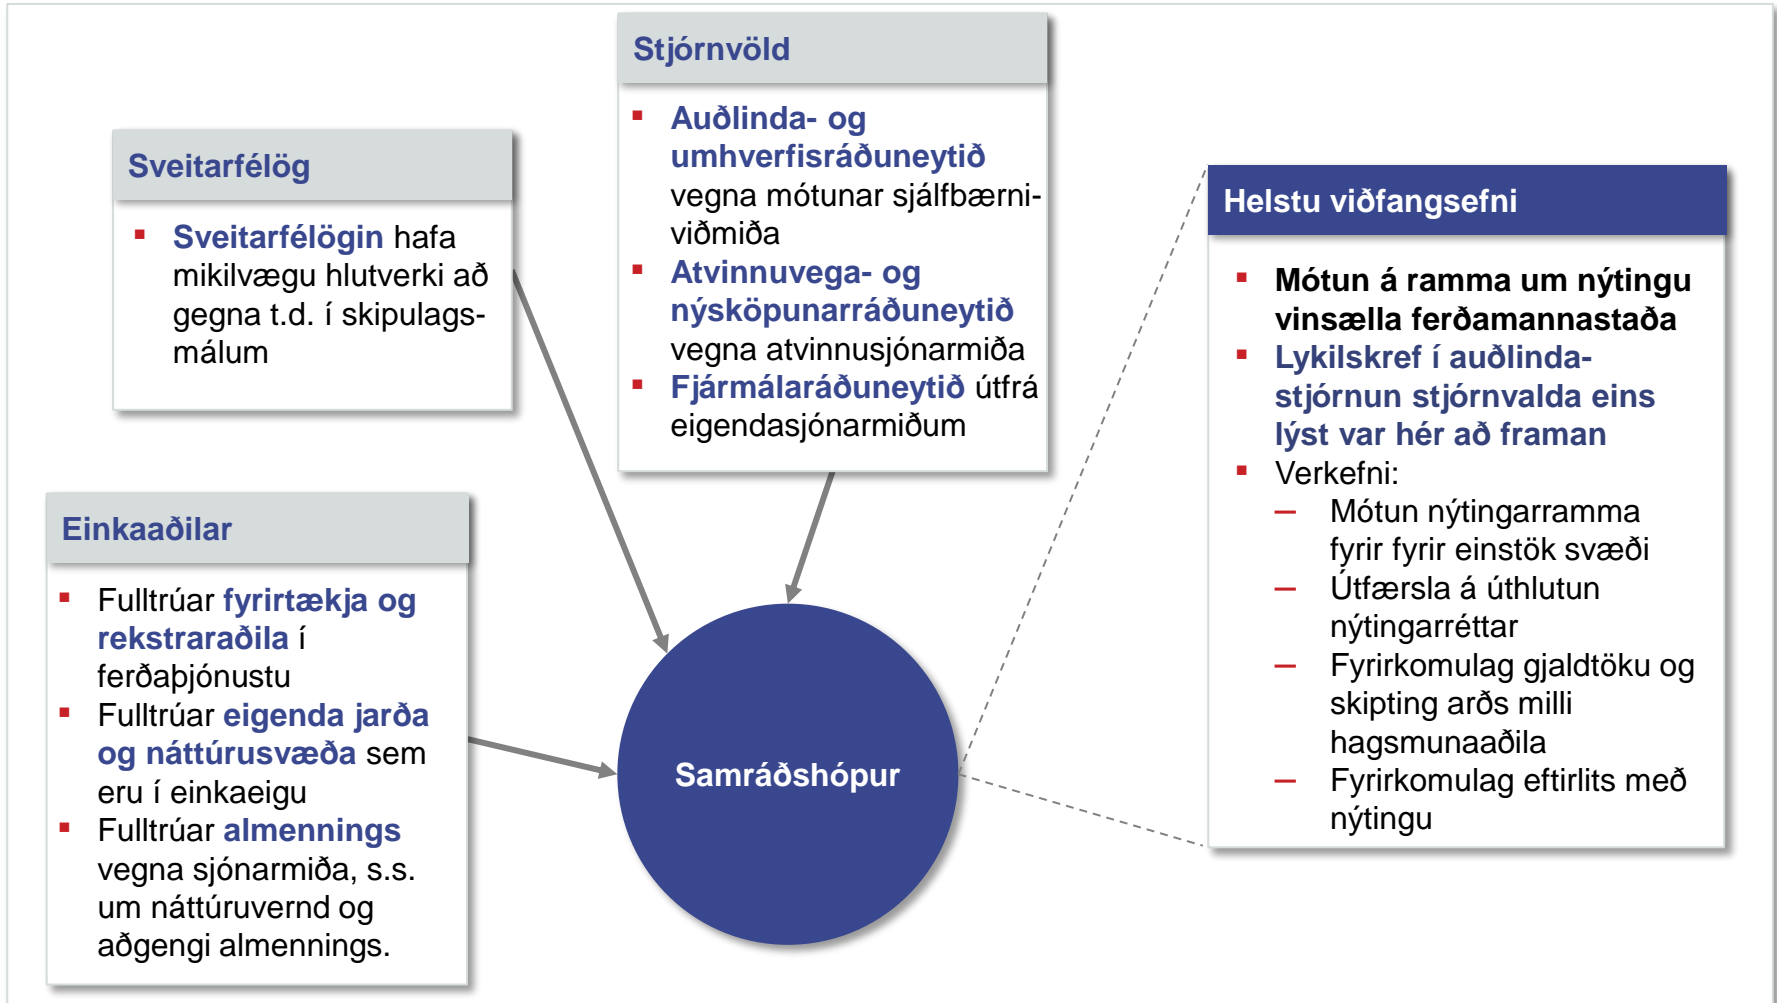 Stjórnvöld
Auðlinda- og
umhverfisráðuneytið
vegna mótunar sjálfbærni-
viðmiða
Atvinnuvega- og
nýsköpunarráðuneytið
vegna atvinnusjónarmiða
Fjármálaráðuneytið útfrá
eigendasjónarmiðum
Sveitarfélög
Sveitarfélögin hafa
mikilvægu hlutverki að
gegna t.d. í skipulags-
málum
Einkaaðilar
Fulltrúar fyrirtækja og
rekstraraðila í
ferðaþjónustu
Fulltrúar eigenda jarða
og náttúrusvæða sem
eru í einkaeigu
Fulltrúar almennings
vegna sjónarmiða, s.s.
um náttúruvernd og
aðgengi almennings.
Samráðshópur
Helstu viðfangsefni
Mótun á ramma um nýtingu
vinsælla ferðamannastaða
Lykilskref í auðlinda-
stjórnun stjórnvalda eins
lýst var hér að framan
Verkefni:
– Mótun nýtingarramma
fyrir fyrir einstök svæði
– Útfærsla á úthlutun
nýtingarréttar
– Fyrirkomulag gjaldtöku og
skipting arðs milli
hagsmunaaðila
– Fyrirkomulag eftirlits með
nýtingu